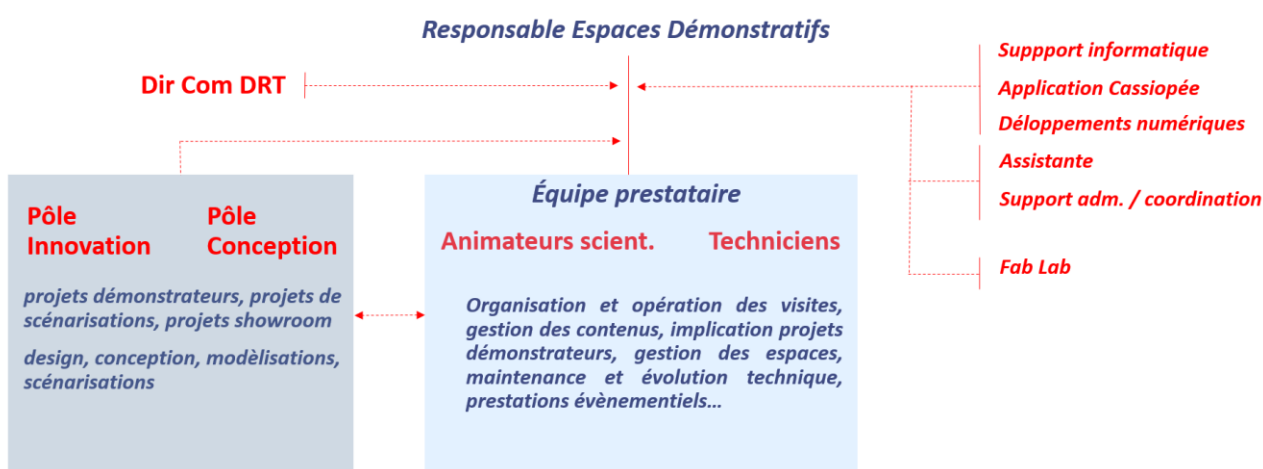 Responsable Espaces Démonstratifs
Dir Com DRT
Suppport informatique
Application Cassiopée
Déloppements numériques
Assistante
Support adm. / coordination
Fab Lab
Pôle
Innovation
Pôle
Conception
projets démonstrateurs, projets de
scénarisations, projets showroom
design, conception, modèlisations,
scénarisations
Équipe prestataire
Animateurs scient.
Techniciens
Organisation et opération des visites,
gestion des contenus, implication projets
démonstrateurs, gestion des espaces,
maintenance et évolution technique,
prestations évènementiels…